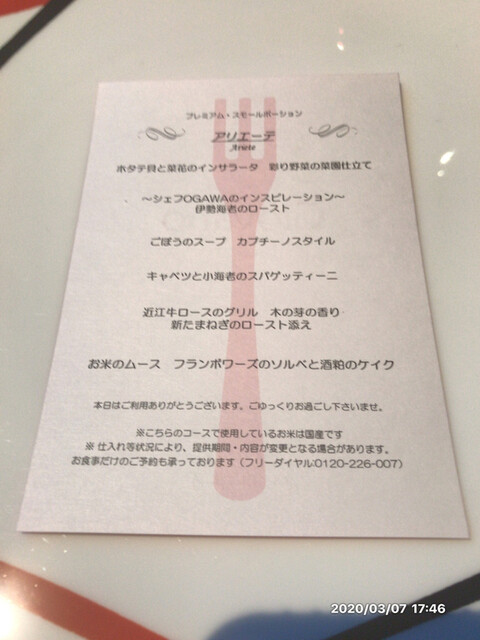 プレミアム・スモールポーション
アリエーテ
Ariete
ホタテ貝と菜花のインサラータ 彩り野菜の菜園仕立て
～シェフOGAWAのインスピレーション～
伊勢海老のロースト
ごぼうのスープ カプチーノスタイル
キャベツと小海老のスパゲッティーニ
近江牛ロースのグリル 木の芽の香り
新たまねぎのロースト添え
お米のムース フランボワーズのソルベと酒粕のケイク
本日はご利用ありがとうございます。ごゆっくりお過ごし下さいませ。
※こちらのコースで使用しているお米は国産です
※ 仕入れ等状況により、提供期間・内容が変更となる場合があります。
お食事だけのご予約も承っております（フリーダイヤル:0120-226-007）
2020/03/07 17:46